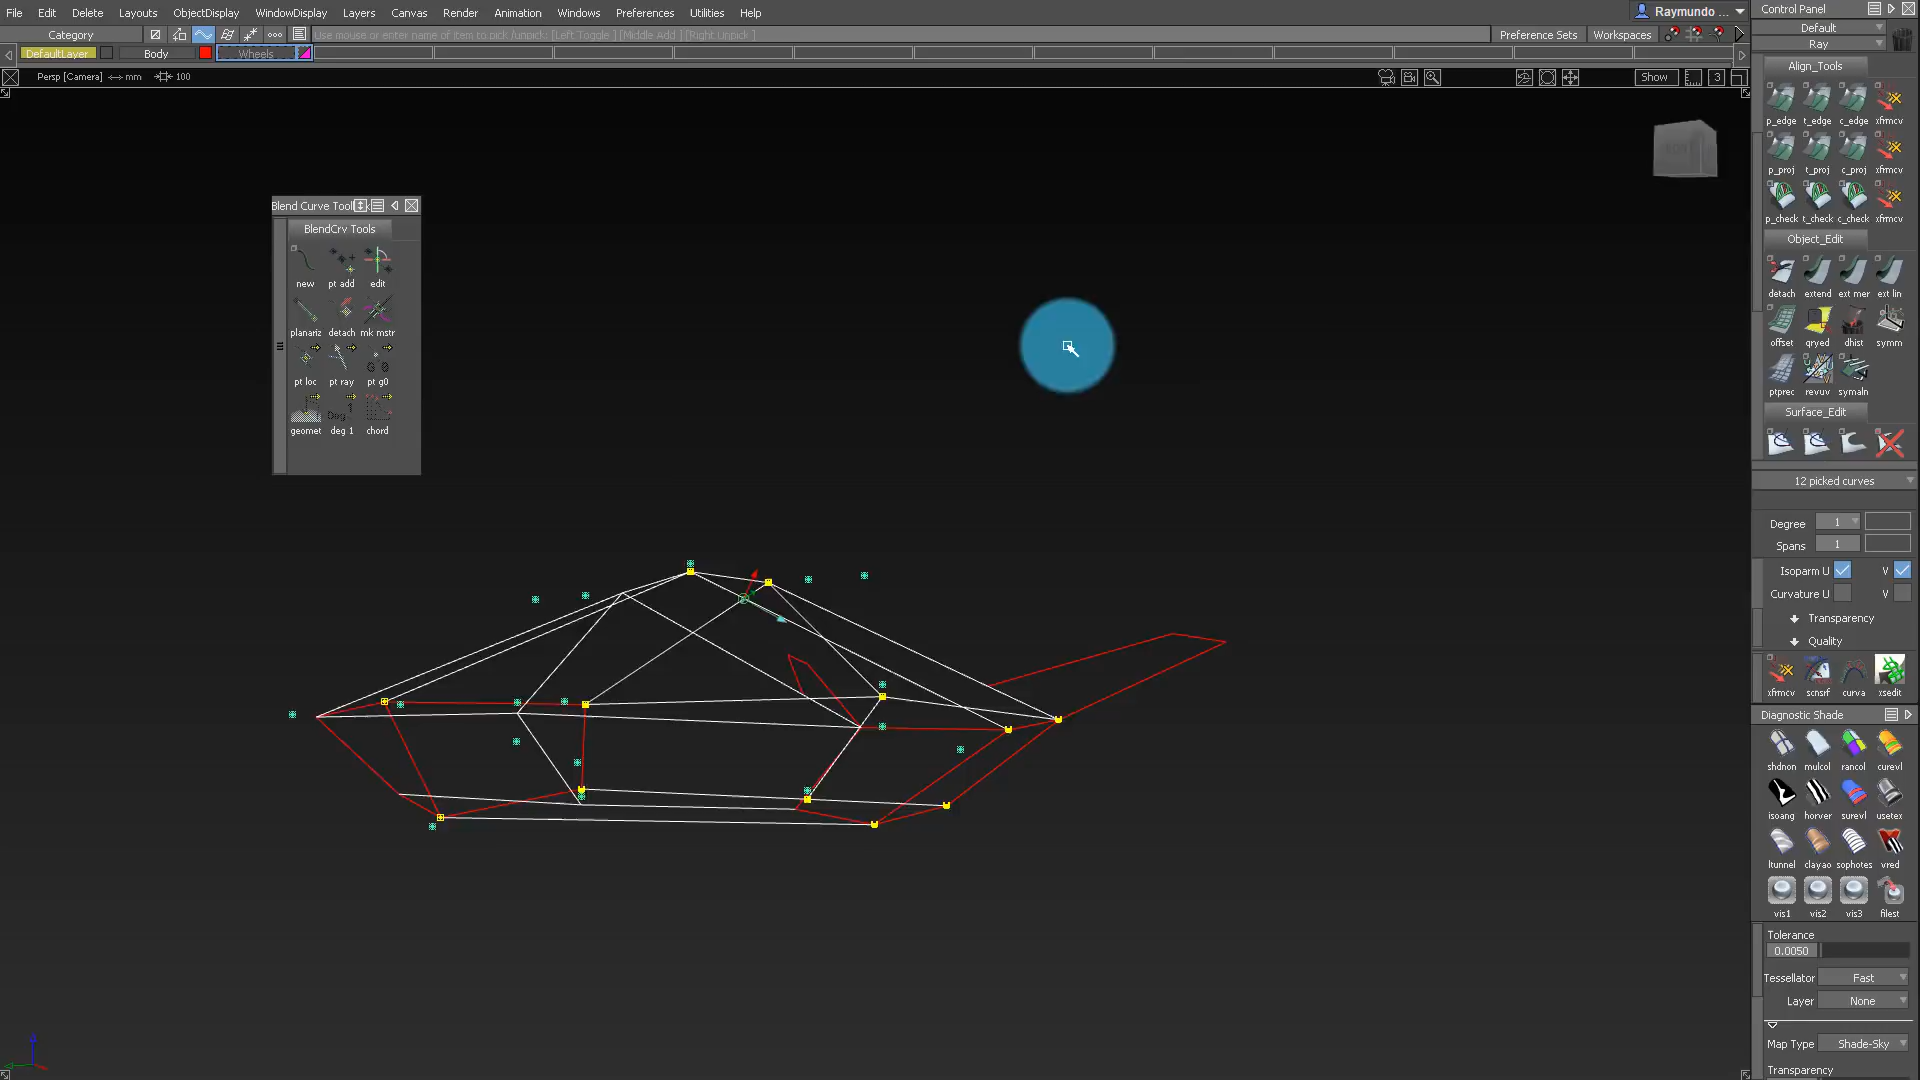 File Edit Delete Layouts ObjectDisplay WindowDisplay Layers Canvas Render Animation Windows Preferences Utilities Help Raymundo ...
Category Use mouse or enter name of item to pick /unpick: [Left Toggle ] [Middle Add ] [Right Unpick ] Preference Sets Workspaces
DefaultLayer Body Wheels
Persp [Camera] mm 100 Show 3
Blend Curve Tool
BlendCrv Tools
new pt add edit
planariz detach mk mstr
pt loc pt ray pt g0
geomet deg 1 chord
Control Panel
Default
Ray
Align_Tools
p_edge t_edge c_edge xfrmcv
p_proj t_proj c_proj xfrmcv
p_check t_check c_check xfrmcv
Object_Edit
detach extend ext mer ext lin
offset qryed dhist symm
ptprec revuv symaln
Surface_Edit
12 picked curves
Degree 1
Spans 1
Isoparm U V
Curvature U V
Transparency
Quality
xfrmcv scnsrf curva xsedit
Diagnostic Shade
shdnon mulcol rancol curevl
isoang horver surevl usetex
ltunnel clayao sophotes vred
vis1 vis2 vis3 filest
Tolerance
0.0050
Tessellator Fast
Layer None
Map Type Shade-Sky
Transparency